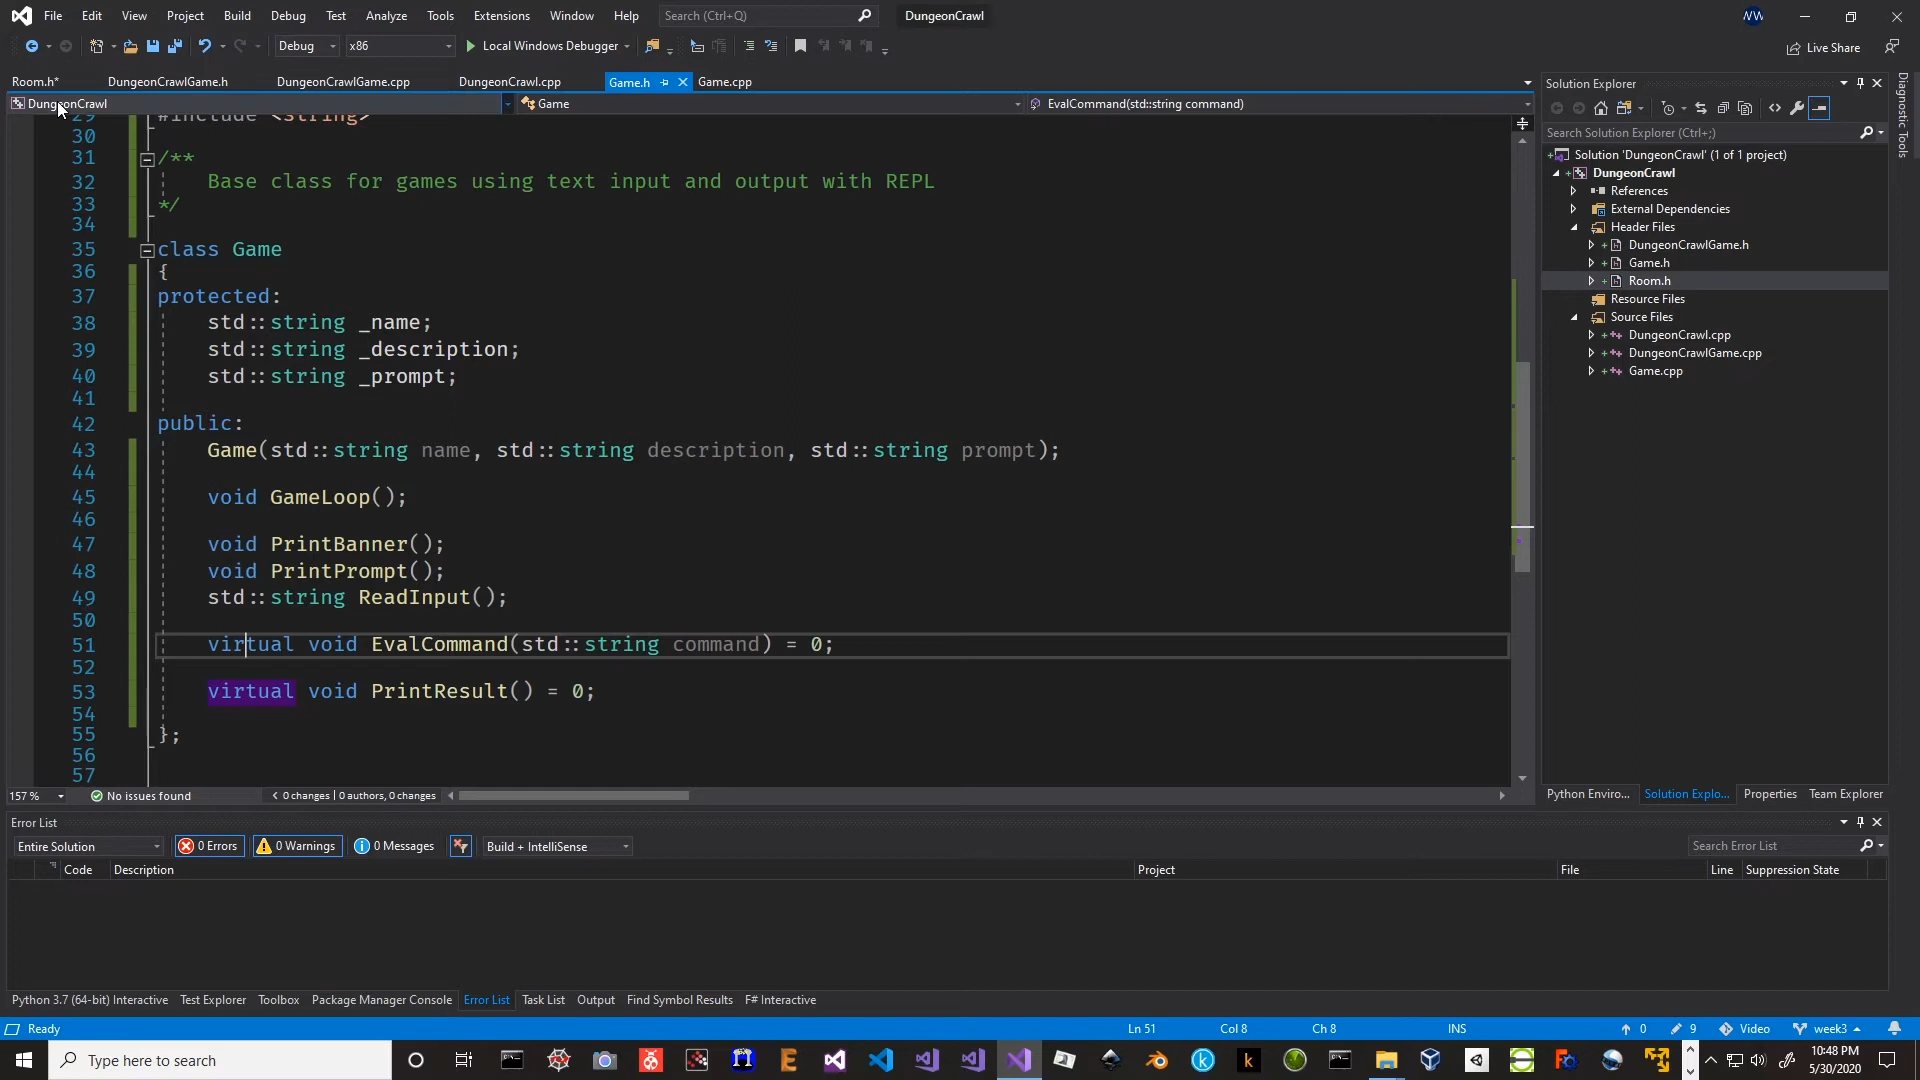 File Edit View Project Build Debug Test Analyze Tools Extensions Window Help Search (Ctrl+Q) DungeonCrawl
Debug x86 Local Windows Debugger Live Share
Room.h* DungeonCrawlGame.h DungeonCrawlGame.cpp DungeonCrawl.cpp Game.h Game.cpp
DungeonCrawl Game EvalCommand(std::string command)
29 #include <string>
30
31 /**
32 Base class for games using text input and output with REPL
33 */
34
35 class Game
36 {
37 protected:
38 std::string _name;
39 std::string _description;
40 std::string _prompt;
41
42 public:
43 Game(std::string name, std::string description, std::string prompt);
44
45 void GameLoop();
46
47 void PrintBanner();
48 void PrintPrompt();
49 std::string ReadInput();
50
51 virtual void EvalCommand(std::string command) = 0;
52
53 virtual void PrintResult() = 0;
54
55 };
56
57
157 % No issues found 0 changes | 0 authors, 0 changes
Solution Explorer
Search Solution Explorer (Ctrl+;)
Solution 'DungeonCrawl' (1 of 1 project)
DungeonCrawl
References
External Dependencies
Header Files
DungeonCrawlGame.h
Game.h
Room.h
Resource Files
Source Files
DungeonCrawl.cpp
DungeonCrawlGame.cpp
Game.cpp
Python Enviro... Solution Explo... Properties Team Explorer
Diagnostic Tools
Error List
Entire Solution 0 Errors 0 Warnings 0 Messages Build + IntelliSense Search Error List
Code Description Project File Line Suppression State
Python 3.7 (64-bit) Interactive Test Explorer Toolbox Package Manager Console Error List Task List Output Find Symbol Results F# Interactive
Ready Ln 51 Col 8 Ch 8 INS 0 9 Video week3
Type here to search 10:48 PM
5/30/2020